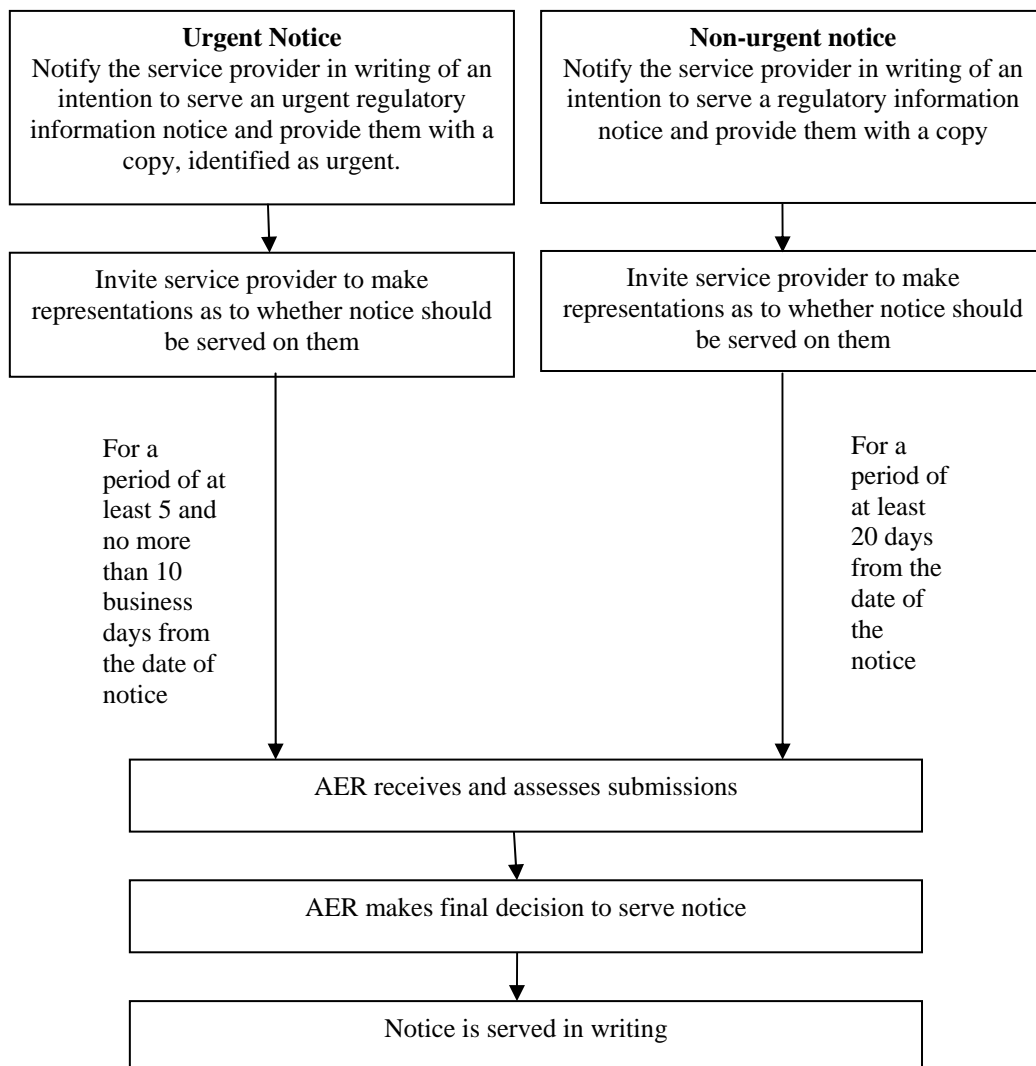 Urgent Notice
Notify the service provider in writing of an
intention to serve an urgent regulatory
information notice and provide them with a
copy, identified as urgent.
Non-urgent notice
Notify the service provider in writing of an
intention to serve a regulatory information
notice and provide them with a copy
Invite service provider to make
representations as to whether notice should
be served on them
Invite service provider to make
representations as to whether notice should
be served on them
For a
period of at
least 5 and
no more
than 10
business
days from
the date of
notice
For a
period of
at least
20 days
from the
date of
the
notice
AER receives and assesses submissions
AER makes final decision to serve notice
Notice is served in writing